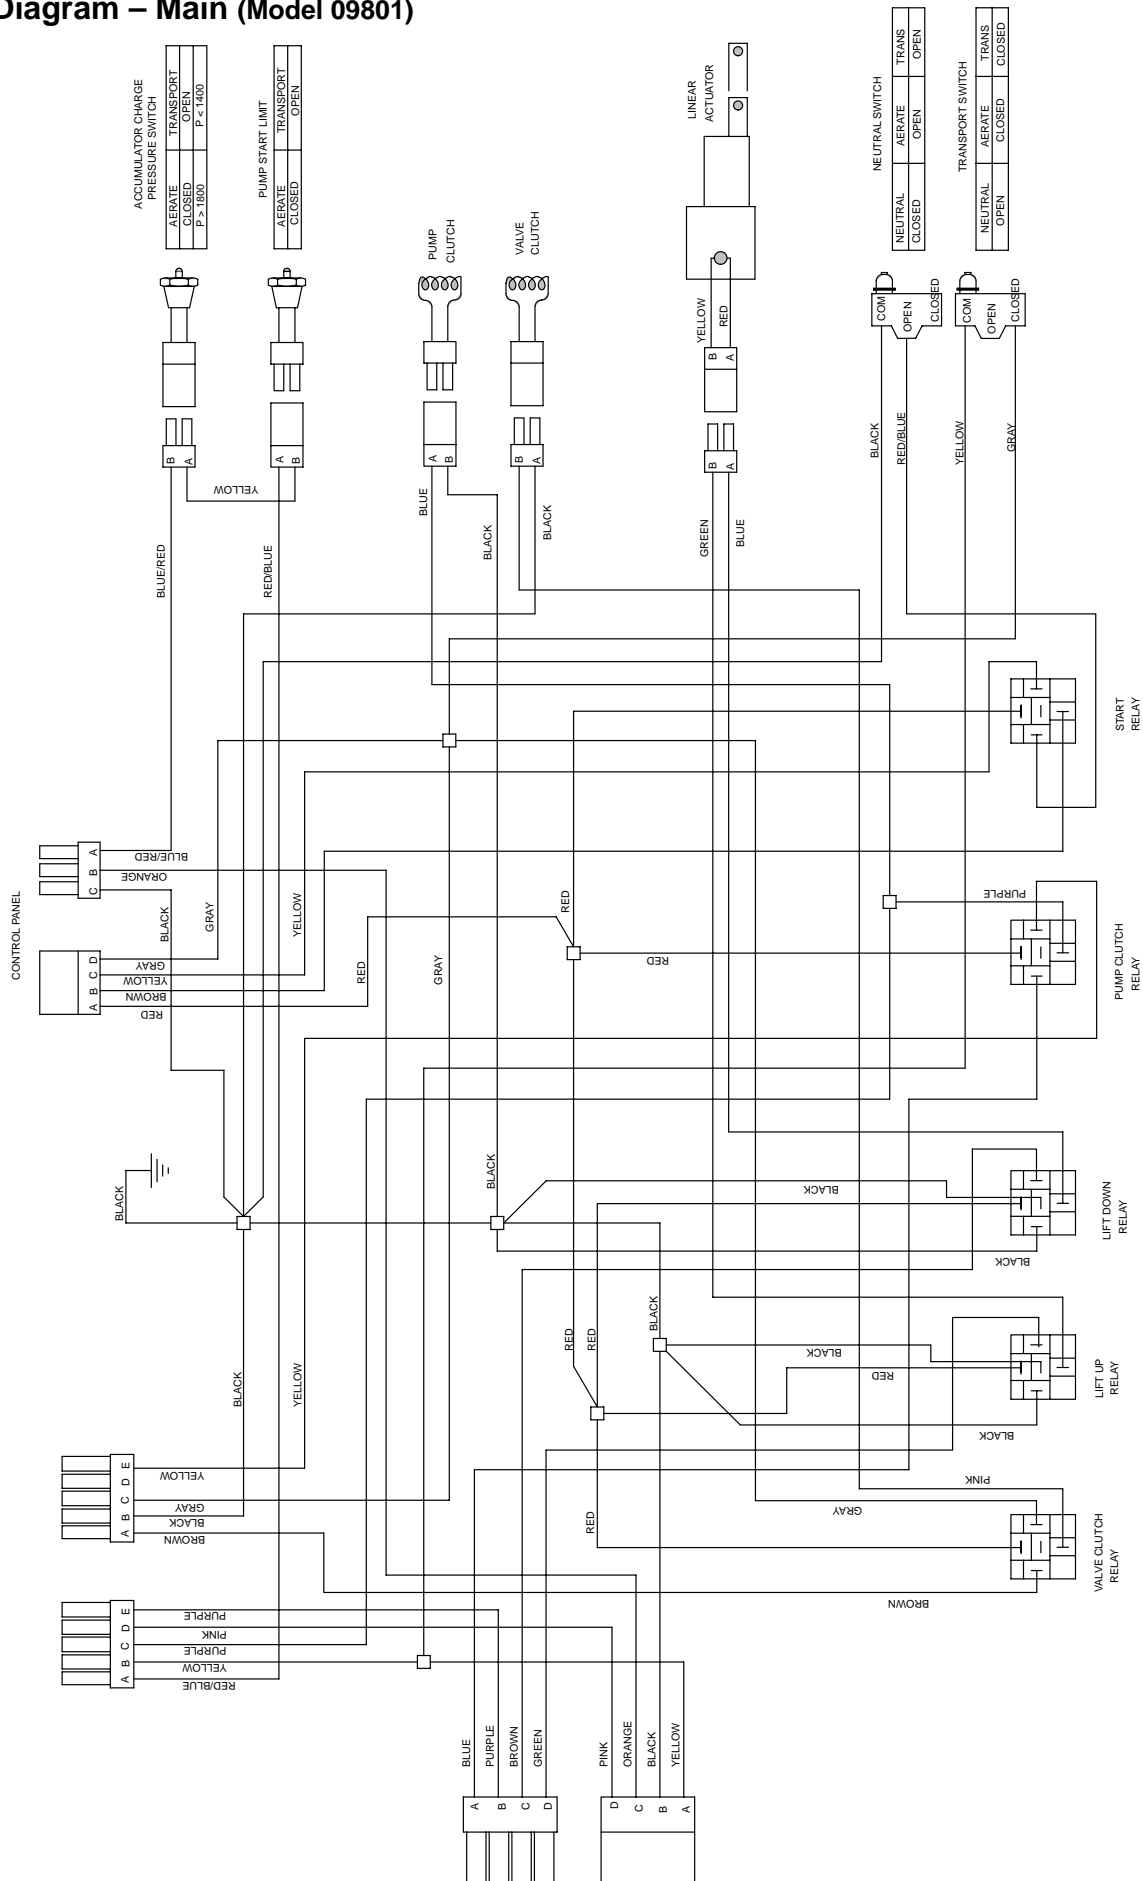 Diagram – Main (Model 09801)
ACCUMULATOR CHARGE
PRESSURE SWITCH
AERATE TRANSPORT
CLOSED OPEN
P > 1800 P < 1400
PUMP START LIMIT
AERATE TRANSPORT
CLOSED OPEN
PUMP
CLUTCH
VALVE
CLUTCH
LINEAR
ACTUATOR
NEUTRAL SWITCH
NEUTRAL AERATE TRANS
CLOSED OPEN OPEN
TRANSPORT SWITCH
NEUTRAL AERATE TRANS
OPEN CLOSED CLOSED
YELLOW
RED
B
A
COM
OPEN
CLOSED
COM
OPEN
CLOSED
B
A
A
B
A
B
B
A
B
A
YELLOW
BLUE/RED
RED/BLUE
BLUE
BLACK
BLACK
GREEN
BLUE
BLACK
RED/BLUE
YELLOW
GRAY
START
RELAY
CONTROL PANEL
A
B
C
BLUE/RED
ORANGE
BLACK
GRAY
YELLOW
D
C
B
A
GRAY
YELLOW
BROWN
RED
RED
GRAY
RED
RED
PURPLE
PUMP CLUTCH
RELAY
BLACK
BLACK
BLACK
BLACK
LIFT DOWN
RELAY
BLACK
YELLOW
RED
RED
BLACK
BLACK
RED
BLACK
LIFT UP
RELAY
E
D
C
B
A
YELLOW
GRAY
BLACK
BROWN
RED
GRAY
PINK
BROWN
VALVE CLUTCH
RELAY
E
D
C
B
A
PURPLE
PINK
PURPLE
YELLOW
RED/BLUE
BLUE
PURPLE
BROWN
GREEN
PINK
ORANGE
BLACK
YELLOW
A
B
C
D
D
C
B
A